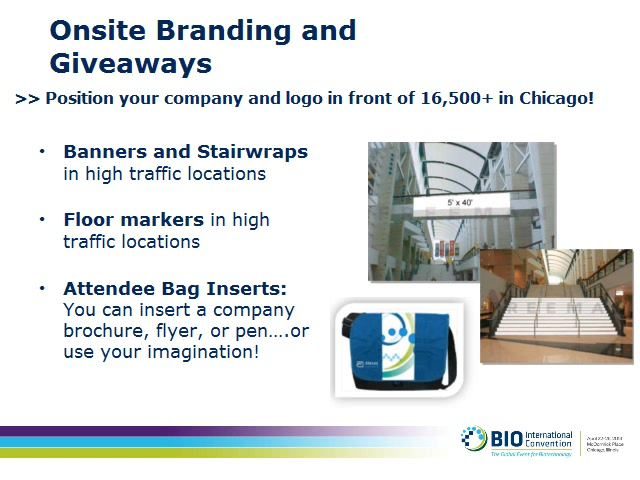 Onsite Branding and
Giveaways
>> Position your company and logo in front of 16,500+ in Chicago!
• Banners and Stairwraps
in high traffic locations
• Floor markers in high
traffic locations
• Attendee Bag Inserts:
You can insert a company
brochure, flyer, or pen….or
use your imagination!
5' x 40'
BIO International
Convention
The Global Event for Biotechnology
McCormick Place
Chicago, Illinois